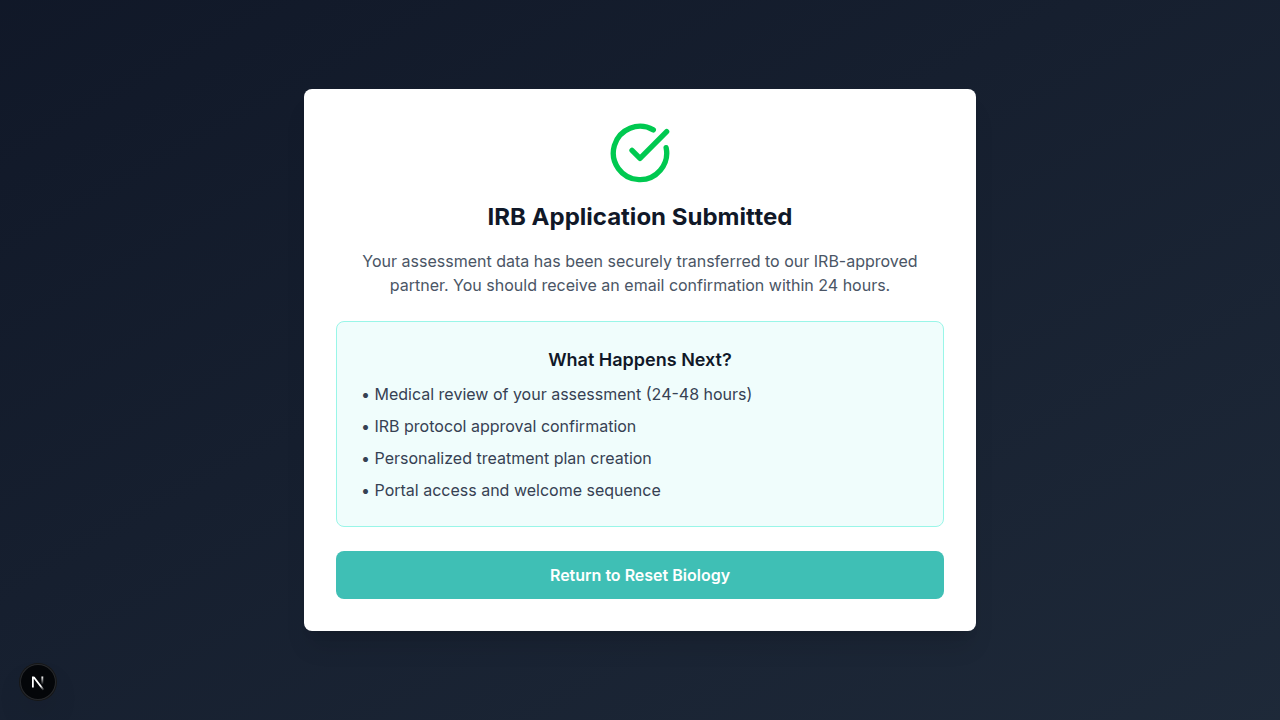 IRB Application Submitted
Your assessment data has been securely transferred to our IRB-approved
partner. You should receive an email confirmation within 24 hours.
What Happens Next?
• Medical review of your assessment (24-48 hours)
• IRB protocol approval confirmation
• Personalized treatment plan creation
• Portal access and welcome sequence
Return to Reset Biology
N